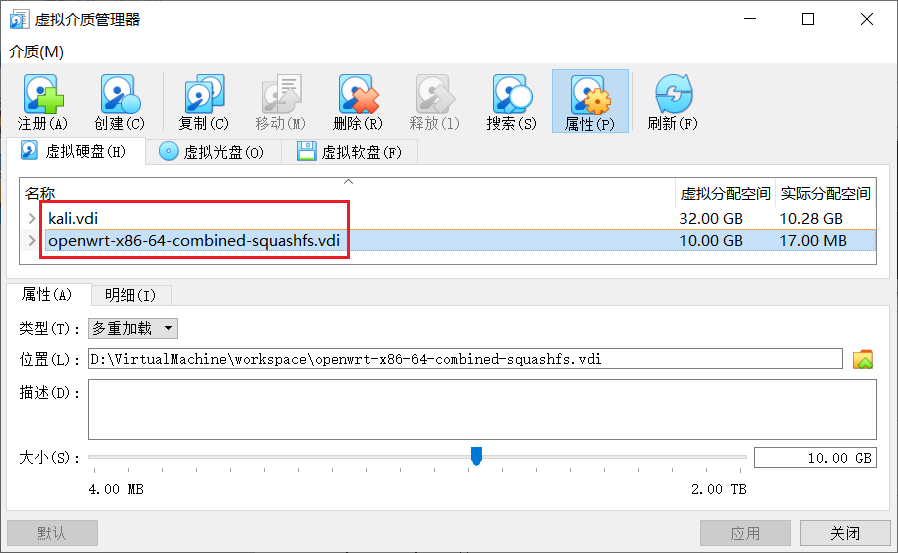 虚拟介质管理器
介质(M)
注册(A) 创建(C) 复制(C) 移动(M) 删除(R) 释放(l) 搜索(S) 属性(P) 刷新(F)
虚拟硬盘(H) 虚拟光盘(O) 虚拟软盘(F)
名称 虚拟分配空间 实际分配空间
kali.vdi 32.00 GB 10.28 GB
openwrt-x86-64-combined-squashfs.vdi 10.00 GB 17.00 MB
属性(A) 明细(I)
类型(T): 多重加载
位置(L): D:\VirtualMachine\workspace\openwrt-x86-64-combined-squashfs.vdi
描述(D):
大小(S): 10.00 GB
4.00 MB 2.00 TB
默认 应用 关闭